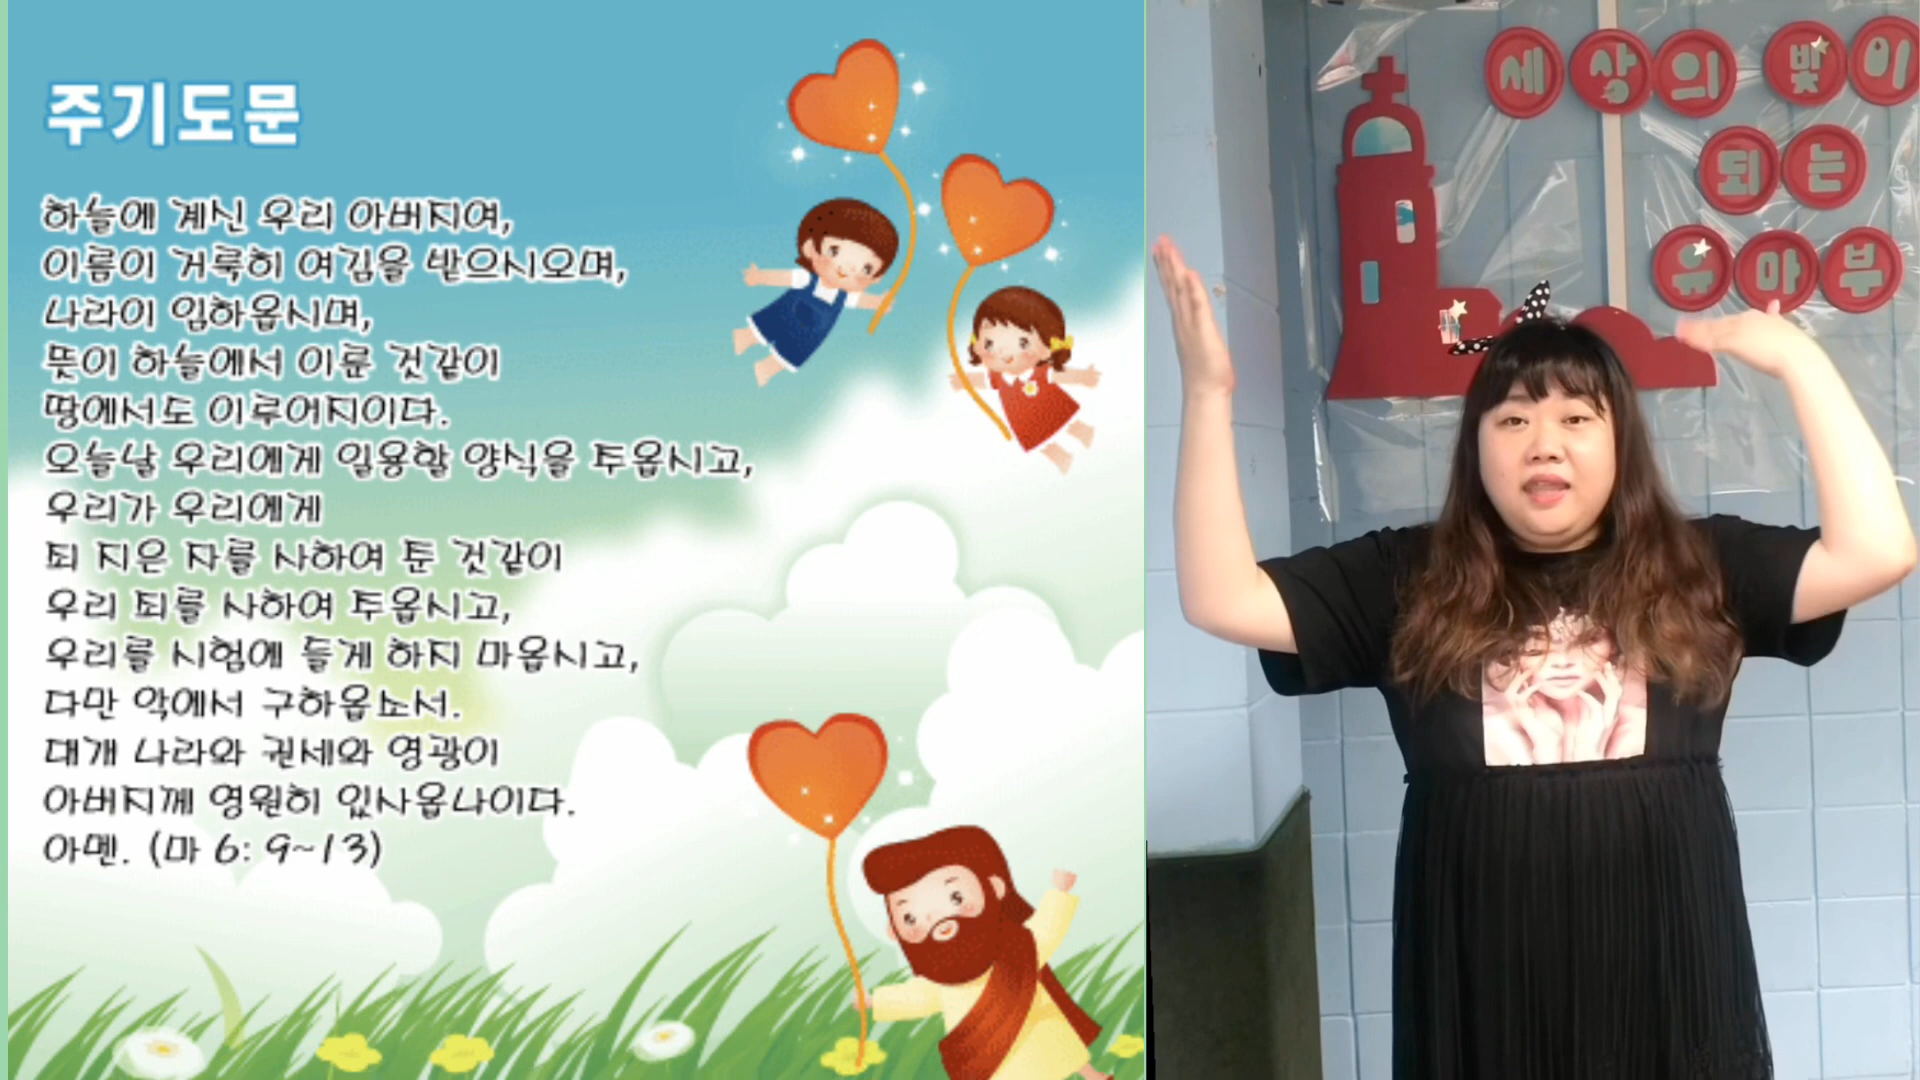 주기도문
하늘에 계신 우리 아버지여,
이름이 거룩히 여김을 받으시오며,
나라이 임하옵시며,
뜻이 하늘에서 이룬 것같이
땅에서도 이루어지이다.
오늘날 우리에게 일용할 양식을 주옵시고,
우리가 우리에게
죄 지은 자를 사하여 준 것같이
우리 죄를 사하여 주옵시고,
우리를 시험에 들게 하지 마옵시고,
다만 악에서 구하옵소서.
대개 나라와 권세와 영광이
아버지께 영원히 있사옵나이다.
아멘. (마 6: 9~13)
세상의 빛이
되는
유아부